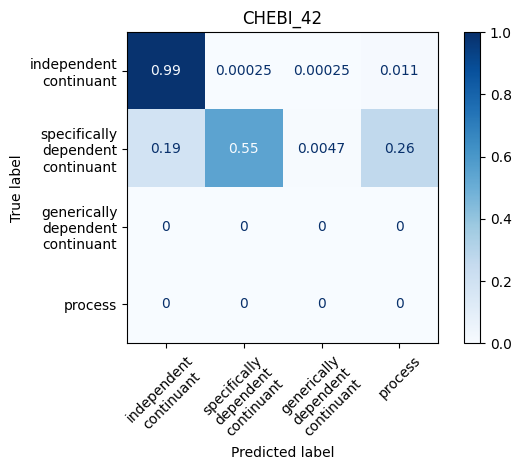 CHEBI_42
True label
independent
continuant
0.99 0.00025 0.00025 0.011
specifically
dependent
continuant
0.19 0.55 0.0047 0.26
generically
dependent
continuant
0 0 0 0
process
0 0 0 0
independent
continuant
specifically
dependent
continuant
generically
dependent
continuant
process
Predicted label
1.0
0.8
0.6
0.4
0.2
0.0